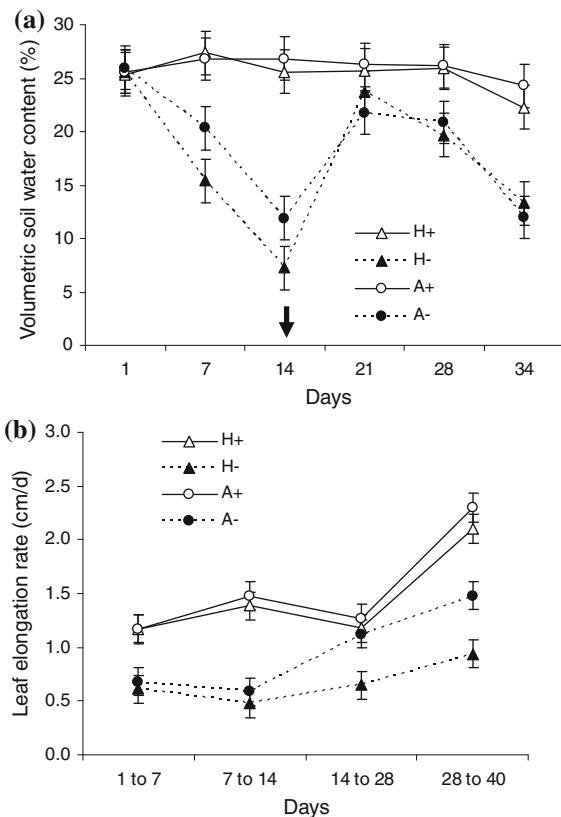 (a)
Volumetric soil water content (%)
30
25
20
15
10
5
0
H+
H-
A+
A-
1 7 14 21 28 34
Days
(b)
Leaf elongation rate (cm/d)
3.0
2.5
2.0
1.5
1.0
0.5
0.0
H+
H-
A+
A-
1 to 7 7 to 14 14 to 28 28 to 40
Days